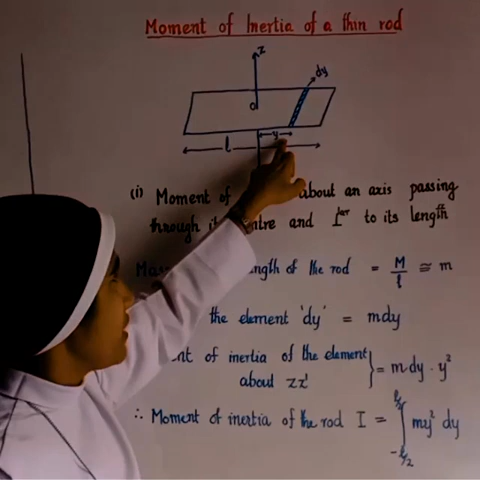 Moment of Inertia of a thin rod
z
dy
O
y
l
(i) Moment of about an axis passing
through its centre and ⊥er to its length
length of the rod = M/l ≅ m
the element 'dy' = mdy
of inertia of the element
about ZZ' } = mdy · y²
∴ Moment of inertia of the rod I = ∫_{-l/2}^{l/2} my² dy